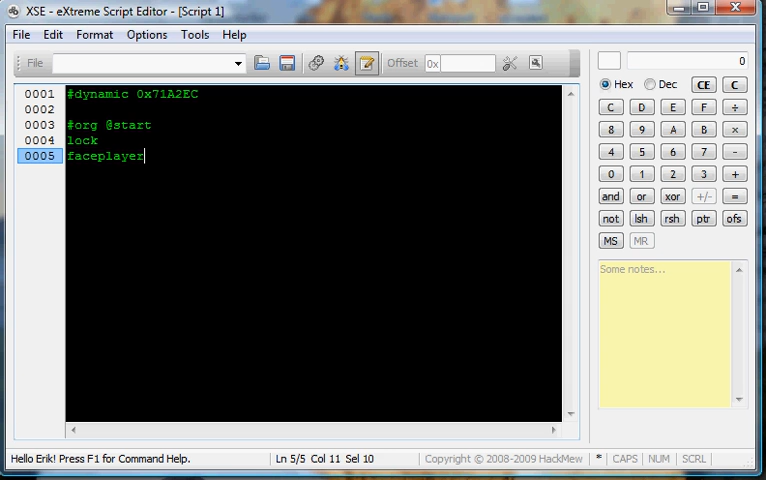 XSE - eXtreme Script Editor - [Script 1]
File Edit Format Options Tools Help
File Offset 0x
0
Hex Dec CE C
0001 #dynamic 0x71A2EC
0002
0003 #org @start
0004 lock
0005 faceplayer
C D E F ÷
8 9 A B ×
4 5 6 7 -
0 1 2 3 +
and or xor +/- =
not lsh rsh ptr ofs
MS MR
Some notes...
Hello Erik! Press F1 for Command Help. Ln 5/5 Col 11 Sel 10 Copyright © 2008-2009 HackMew * CAPS NUM SCRL